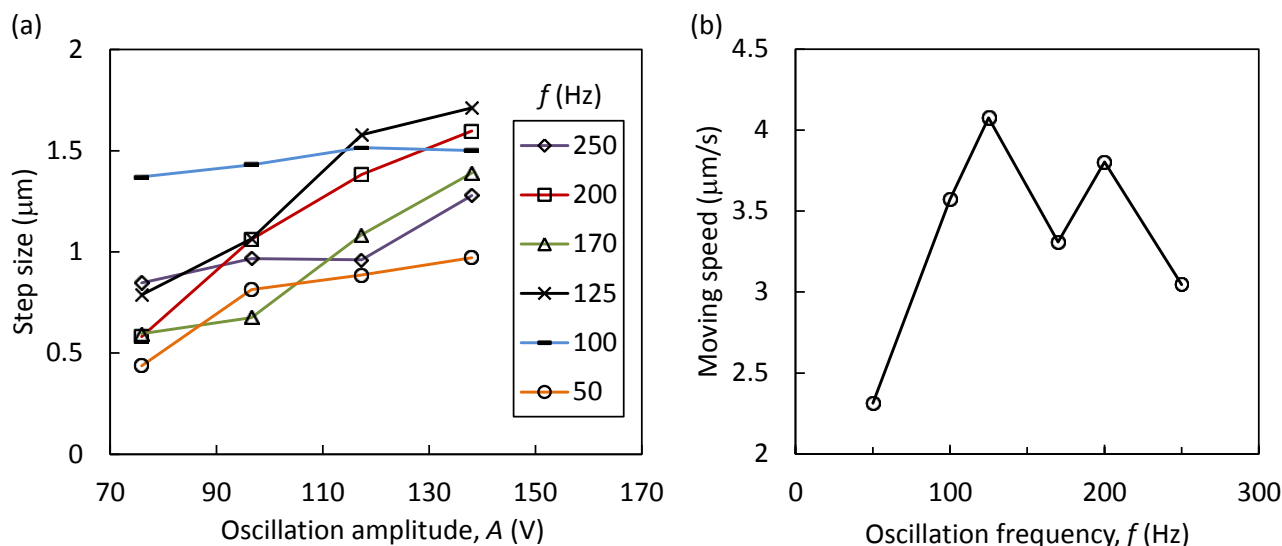 (a)
2
1.5
1
0.5
0
Step size (µm)
70 90 110 130 150 170
Oscillation amplitude, A (V)
f (Hz)
250
200
170
125
100
50
(b)
4.5
4
3.5
3
2.5
2
Moving speed (µm/s)
0 100 200 300
Oscillation frequency, f (Hz)